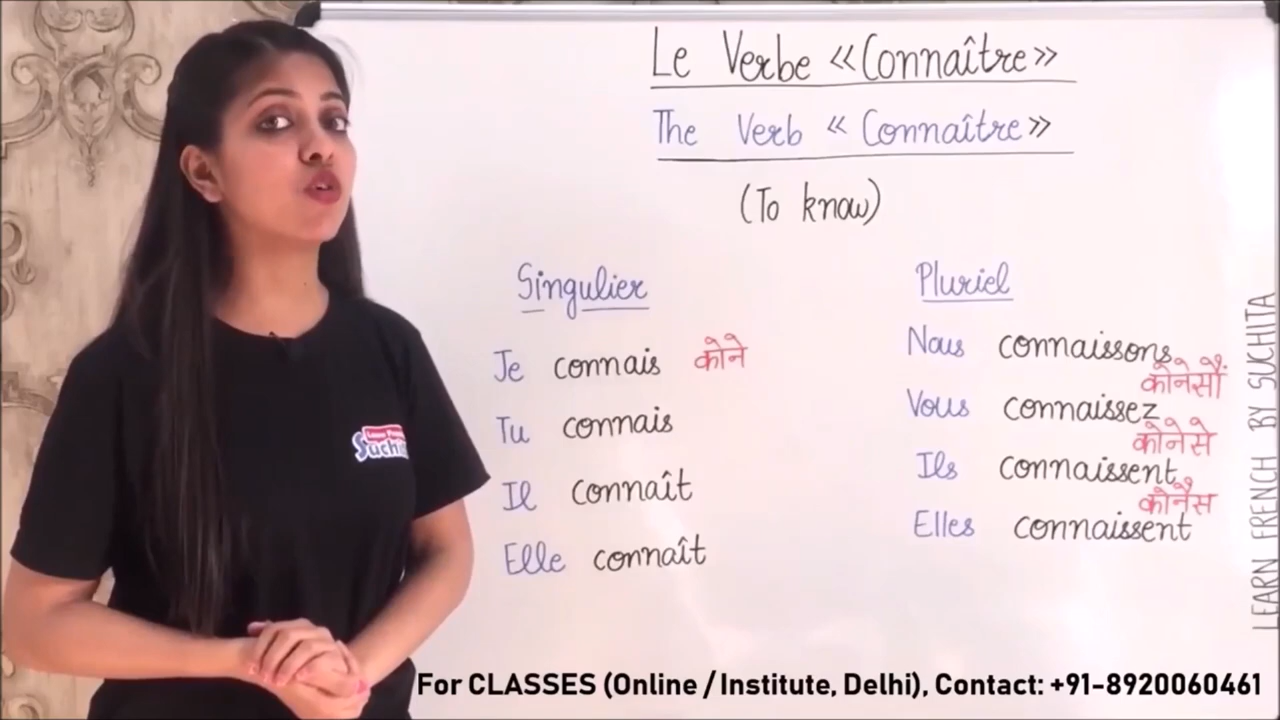 Le Verbe «Connaître»
The Verb «Connaître»
(To know)
Singulier
Je connais कोने
Tu connais
Il connaît
Elle connaît
Pluriel
Nous connaissons
कोनेसौं
Vous connaissez
कोनेसे
Ils connaissent
कोनैस
Elles connaissent
LEARN FRENCH BY SUCHITA
Suchi
For CLASSES (Online / Institute, Delhi), Contact: +91-8920060461